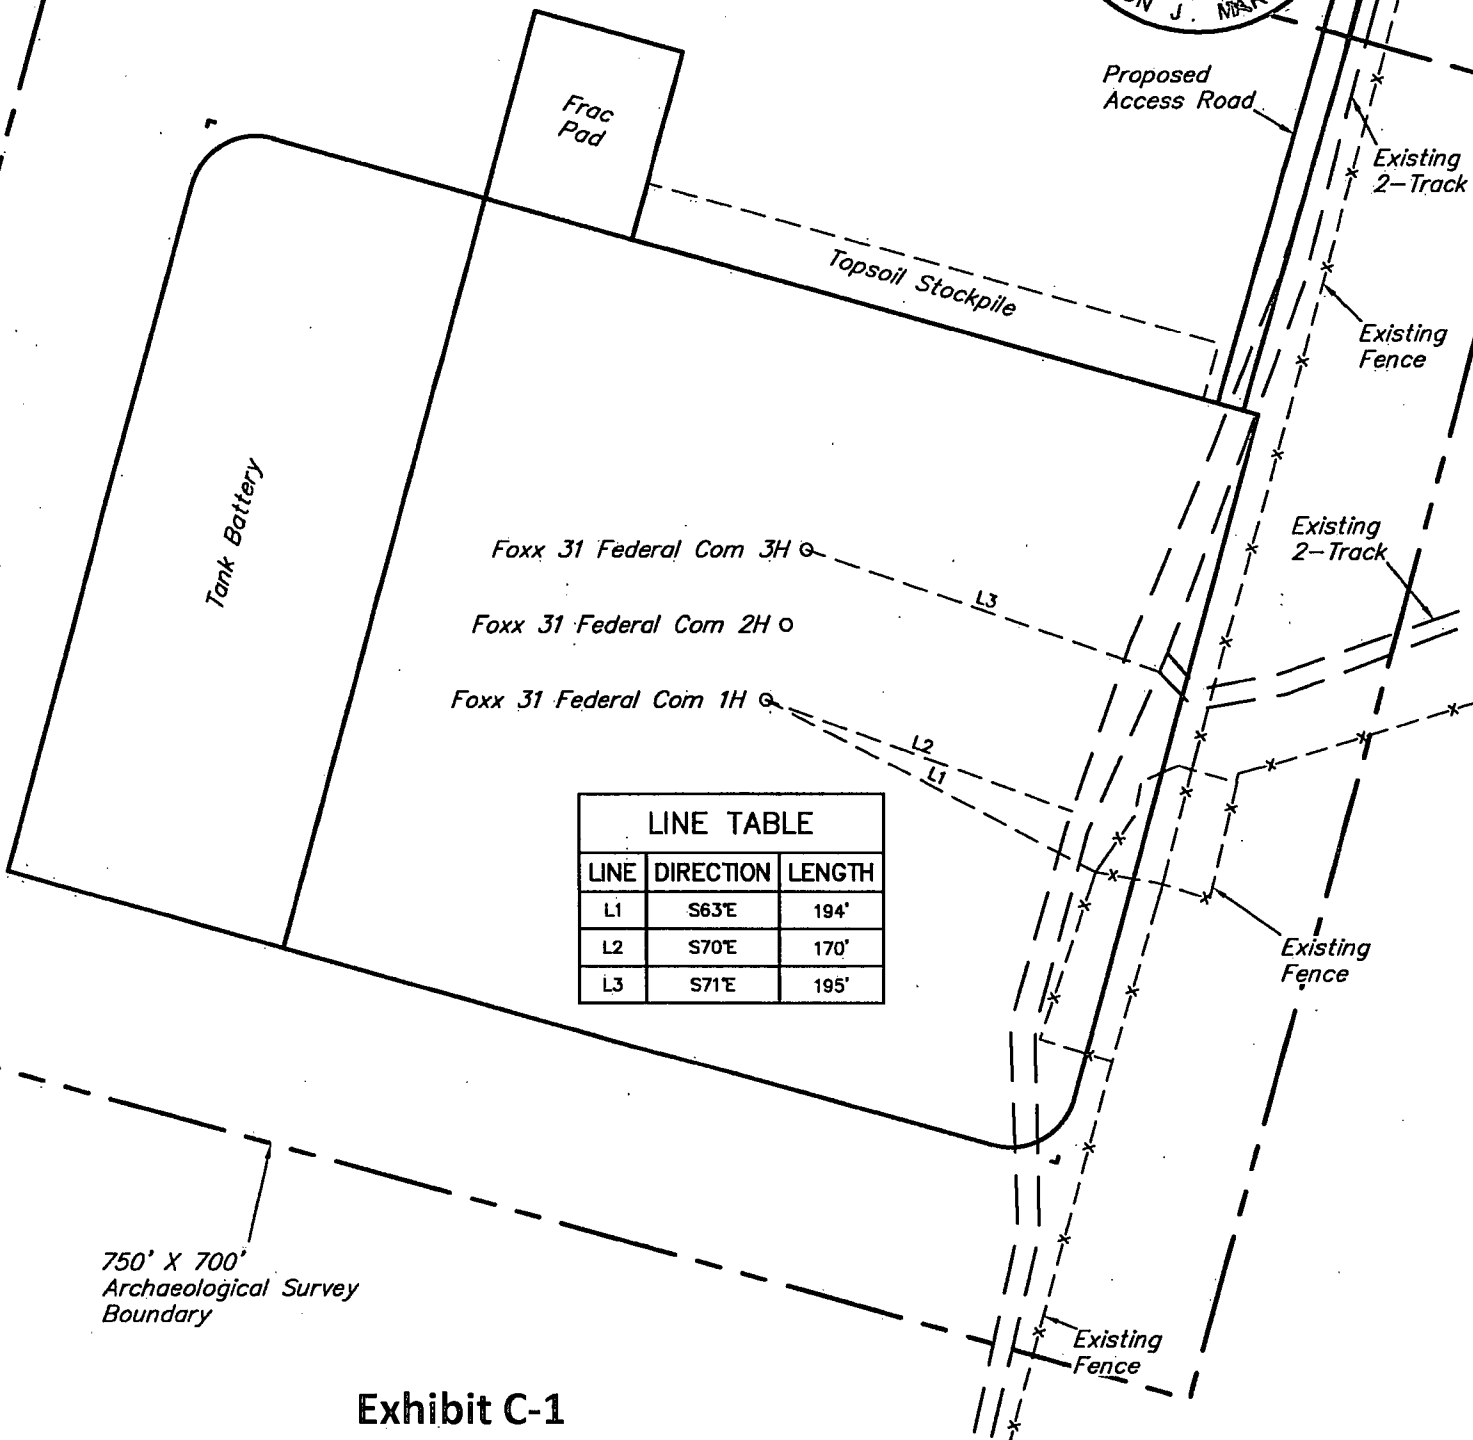 J. MAR
Proposed
Access Road
Frac
Pad
Existing
2-Track
Topsoil Stockpile
Existing
Fence
Tank Battery
Existing
2-Track
Foxx 31 Federal Com 3H
L3
Foxx 31 Federal Com 2H
Foxx 31 Federal Com 1H
L2
L1
LINE TABLE
LINE DIRECTION LENGTH
L1 S63°E 194'
L2 S70°E 170'
L3 S71°E 195'
Existing
Fence
750' X 700'
Archaeological Survey
Boundary
Existing
Fence
Exhibit C-1